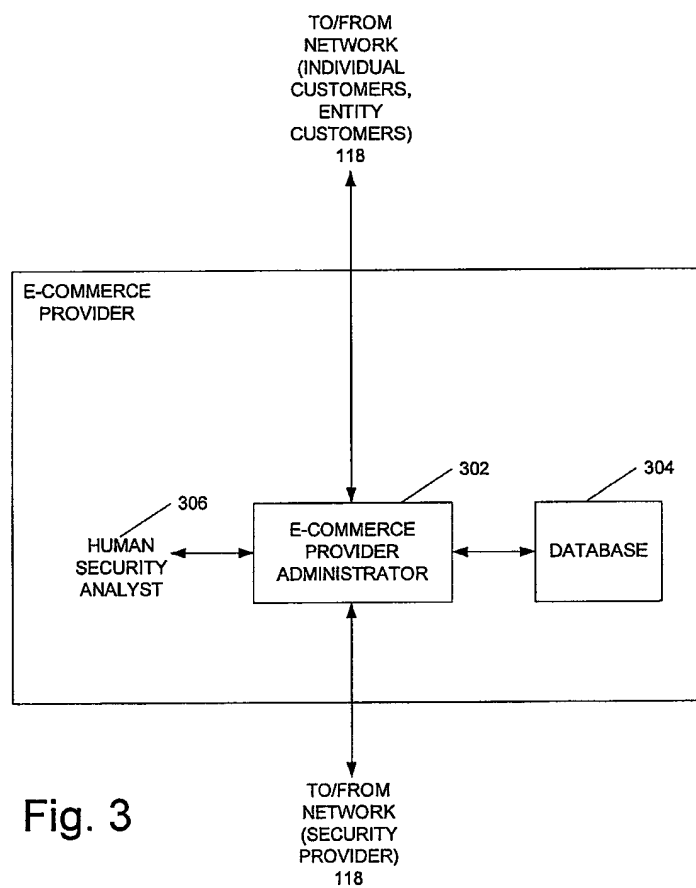 TO/FROM
NETWORK
(INDIVIDUAL
CUSTOMERS,
ENTITY
CUSTOMERS)
118
E-COMMERCE
PROVIDER
302
304
306
E-COMMERCE
PROVIDER
ADMINISTRATOR
DATABASE
HUMAN
SECURITY
ANALYST
TO/FROM
NETWORK
(SECURITY
PROVIDER)
118
Fig. 3